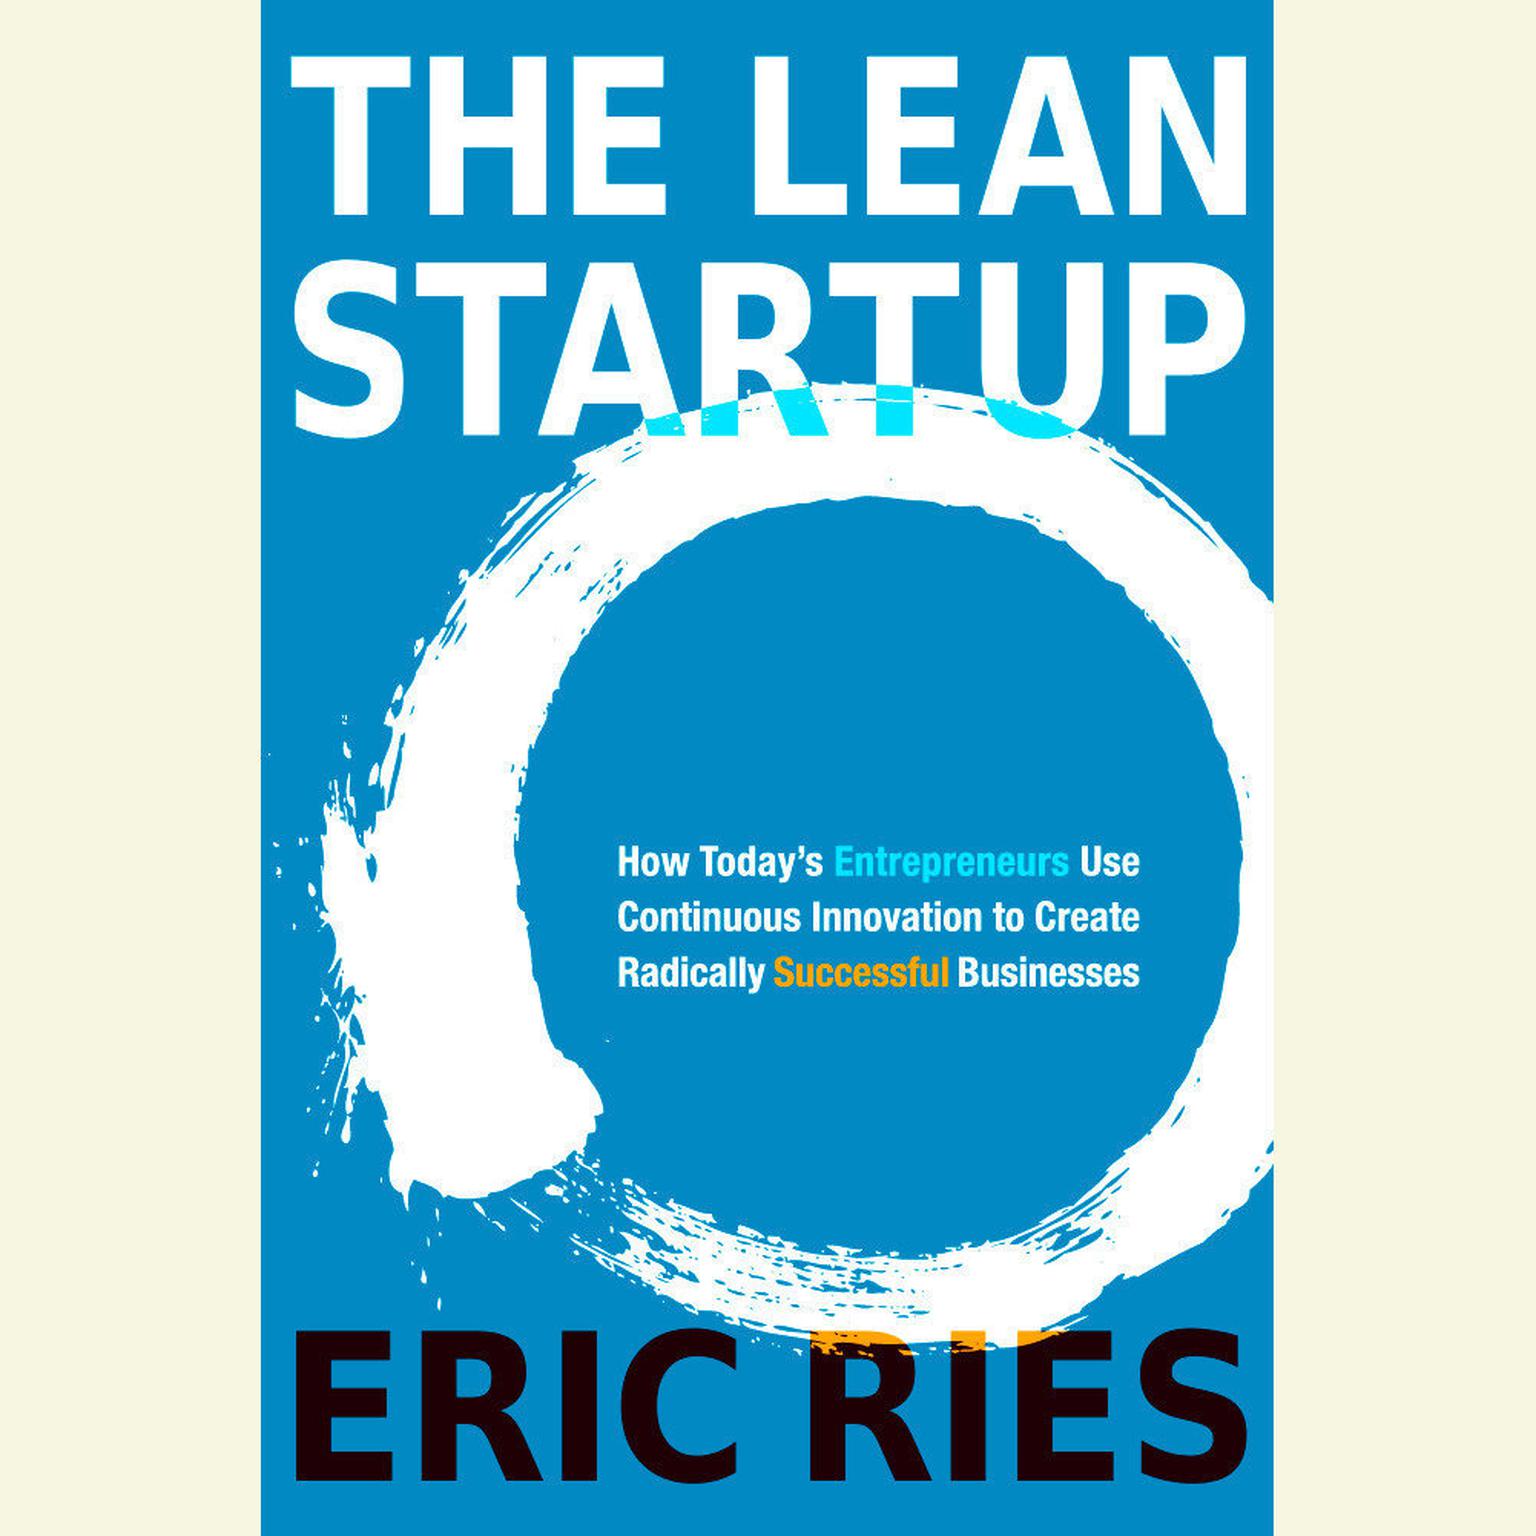 THE LEAN
STARTUP
How Today’s Entrepreneurs Use
Continuous Innovation to Create
Radically Successful Businesses
ERIC RIES